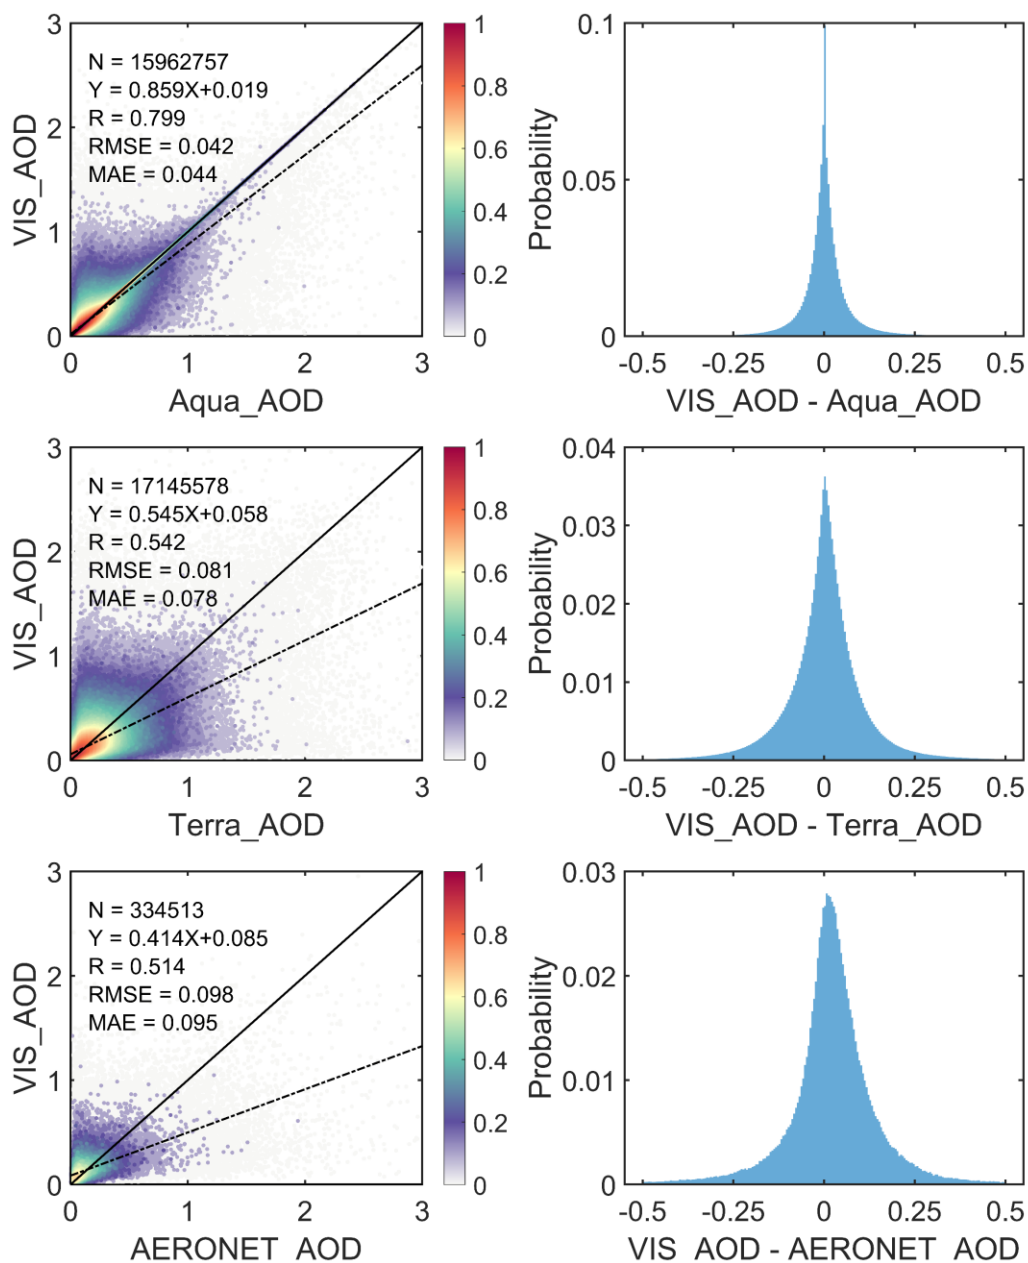 3
2
1
0
VIS_AOD
N = 15962757
Y = 0.859X+0.019
R = 0.799
RMSE = 0.042
MAE = 0.044
0 1 2 3
Aqua_AOD
1
0.8
0.6
0.4
0.2
0
0.1
0.05
0
Probability
-0.5 -0.25 0 0.25 0.5
VIS_AOD - Aqua_AOD
3
2
1
0
VIS_AOD
N = 17145578
Y = 0.545X+0.058
R = 0.542
RMSE = 0.081
MAE = 0.078
0 1 2 3
Terra_AOD
1
0.8
0.6
0.4
0.2
0
0.04
0.03
0.02
0.01
0
Probability
-0.5 -0.25 0 0.25 0.5
VIS_AOD - Terra_AOD
3
2
1
0
VIS_AOD
N = 334513
Y = 0.414X+0.085
R = 0.514
RMSE = 0.098
MAE = 0.095
0 1 2 3
AERONET AOD
1
0.8
0.6
0.4
0.2
0
0.03
0.02
0.01
0
Probability
-0.5 -0.25 0 0.25 0.5
VIS AOD - AERONET AOD